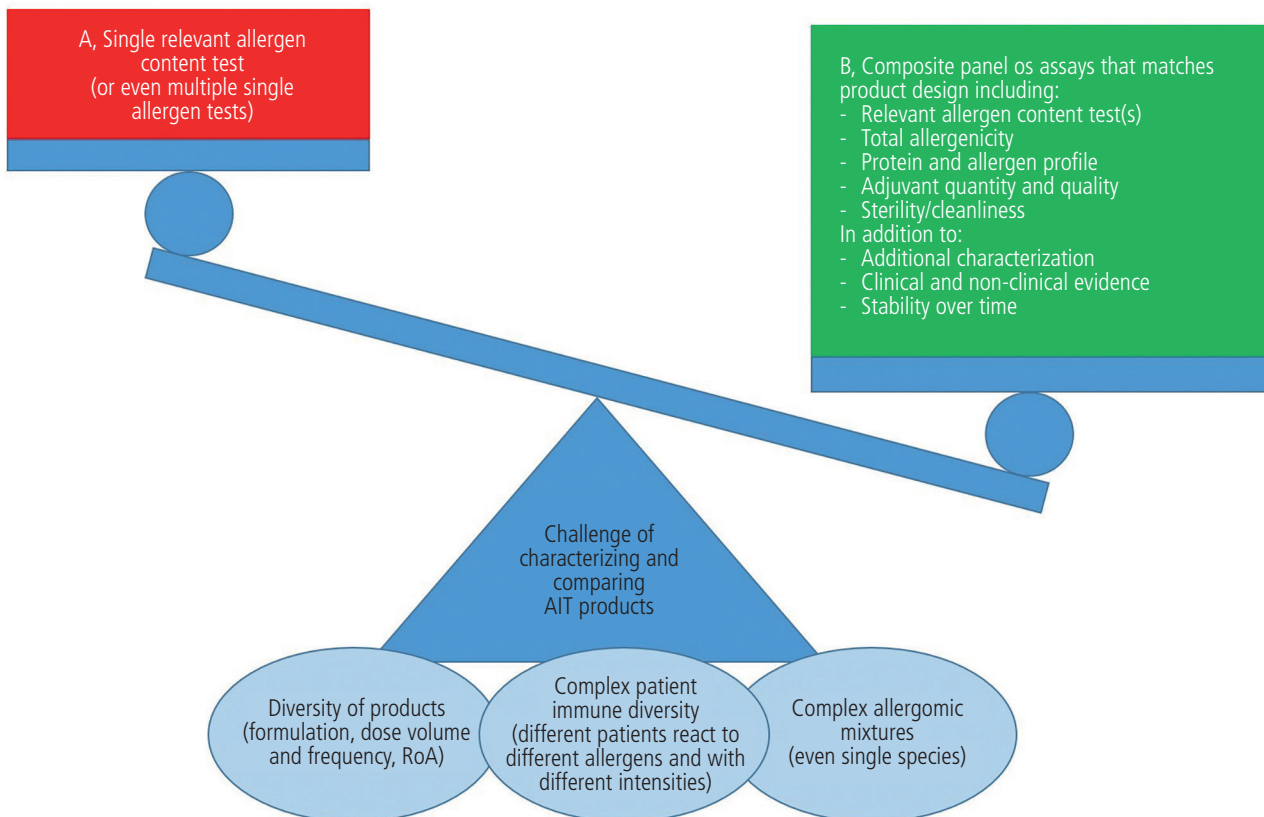 A, Single relevant allergen
content test
(or even multiple single
allergen tests)
B, Composite panel os assays that matches
product design including:
- Relevant allergen content test(s)
- Total allergenicity
- Protein and allergen profile
- Adjuvant quantity and quality
- Sterility/cleanliness
In addition to:
- Additional characterization
- Clinical and non-clinical evidence
- Stability over time
Challenge of
characterizing and
comparing
AIT products
Diversity of products
(formulation, dose volume
and frequency, RoA)
Complex patient
immune diversity
(different patients react to
different allergens and with
different intensities)
Complex allergomic
mixtures
(even single species)